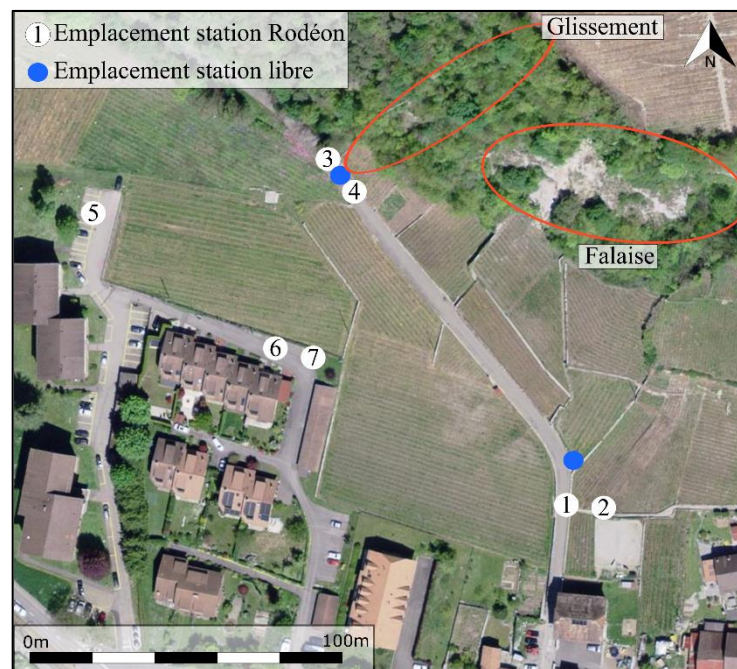 1 Emplacement station Rodéon
Emplacement station libre
Glissement
N
Falaise
3
4
5
6
7
1
2
0m
100m